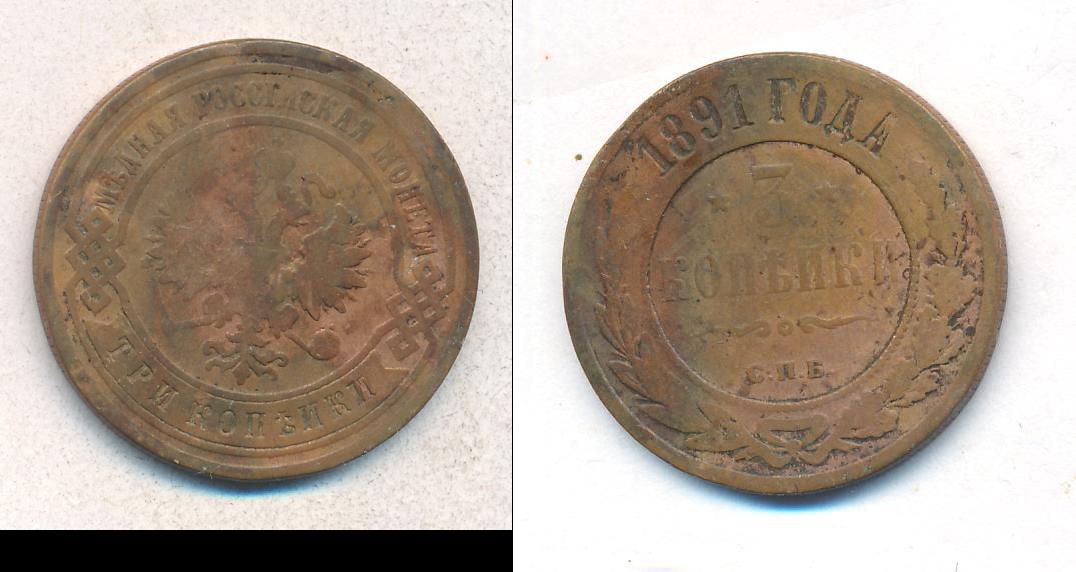 МѢДНАЯ РОССІЙСКАЯ МОНЕТА.
ТРИ КОПѢЙКИ
1891 ГОДА
3
КОПѢЙКИ
С.П.Б.